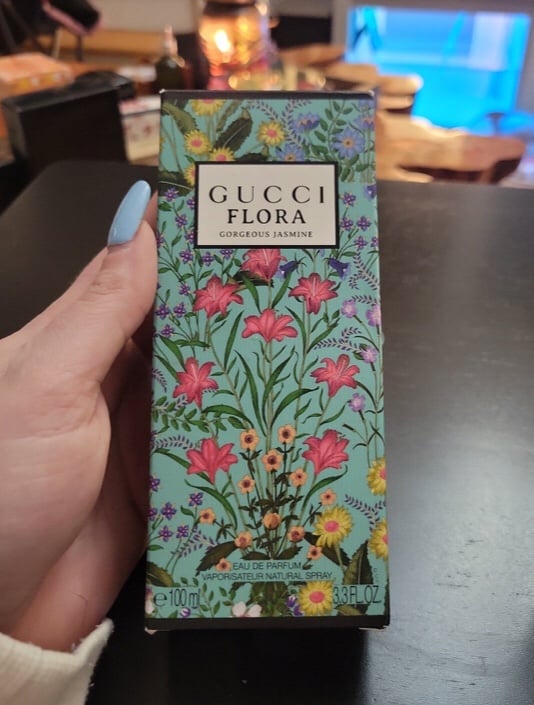 GUCCI
FLORA
GORGEOUS JASMINE
EAU DE PARFUM
VAPORISATEUR NATURAL SPRAY
℮100 ml 3.3 FL.OZ.